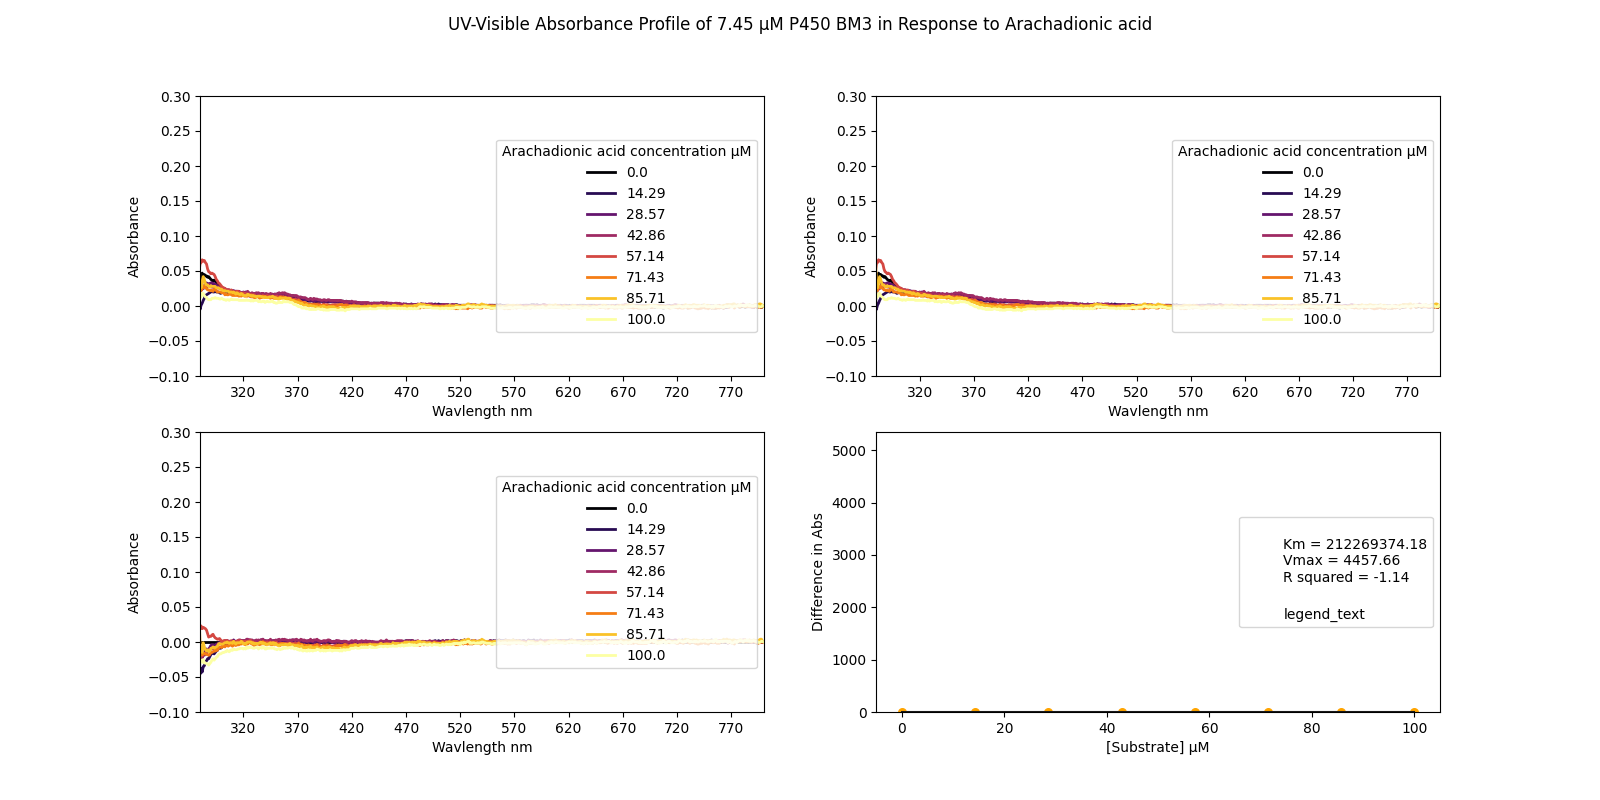 UV-Visible Absorbance Profile of 7.45 µM P450 BM3 in Response to Arachadionic acid
0.30
0.25
0.20
0.15
0.10
0.05
0.00
−0.05
−0.10
Absorbance
Arachadionic acid concentration µM
0.0
14.29
28.57
42.86
57.14
71.43
85.71
100.0
320 370 420 470 520 570 620 670 720 770
Wavlength nm
0.30
0.25
0.20
0.15
0.10
0.05
0.00
−0.05
−0.10
Absorbance
Arachadionic acid concentration µM
0.0
14.29
28.57
42.86
57.14
71.43
85.71
100.0
320 370 420 470 520 570 620 670 720 770
Wavlength nm
0.30
0.25
0.20
0.15
0.10
0.05
0.00
−0.05
−0.10
Absorbance
Arachadionic acid concentration µM
0.0
14.29
28.57
42.86
57.14
71.43
85.71
100.0
320 370 420 470 520 570 620 670 720 770
Wavlength nm
5000
4000
3000
2000
1000
0
Difference in Abs
Km = 212269374.18
Vmax = 4457.66
R squared = -1.14
legend_text
0 20 40 60 80 100
[Substrate] µM